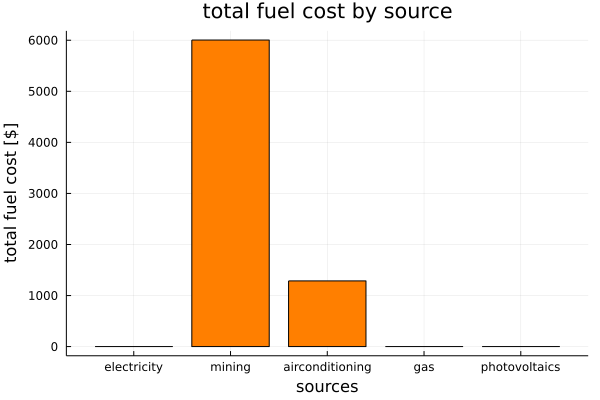 total fuel cost by source
total fuel cost [$]
6000
5000
4000
3000
2000
1000
0
electricity mining airconditioning gas photovoltaics
sources